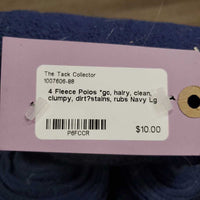 The Tack Collector
1007606-88
4 Fleece Polos *gc, hairy, clean,
clumpy, dirt?stains, rubs Navy Lg
P6FCCR
$10.00